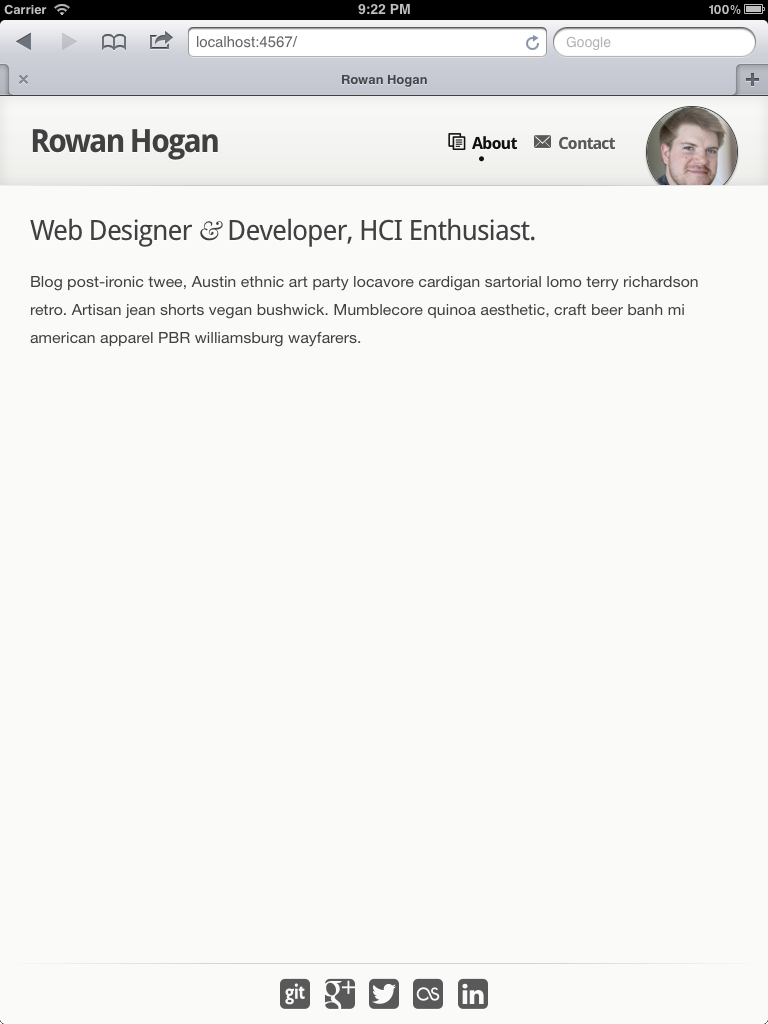 Carrier 9:22 PM 100%
localhost:4567/ Google
Rowan Hogan
Rowan Hogan About Contact
Web Designer & Developer, HCI Enthusiast.
Blog post-ironic twee, Austin ethnic art party locavore cardigan sartorial lomo terry richardson
retro. Artisan jean shorts vegan bushwick. Mumblecore quinoa aesthetic, craft beer banh mi
american apparel PBR williamsburg wayfarers.
git g+ in